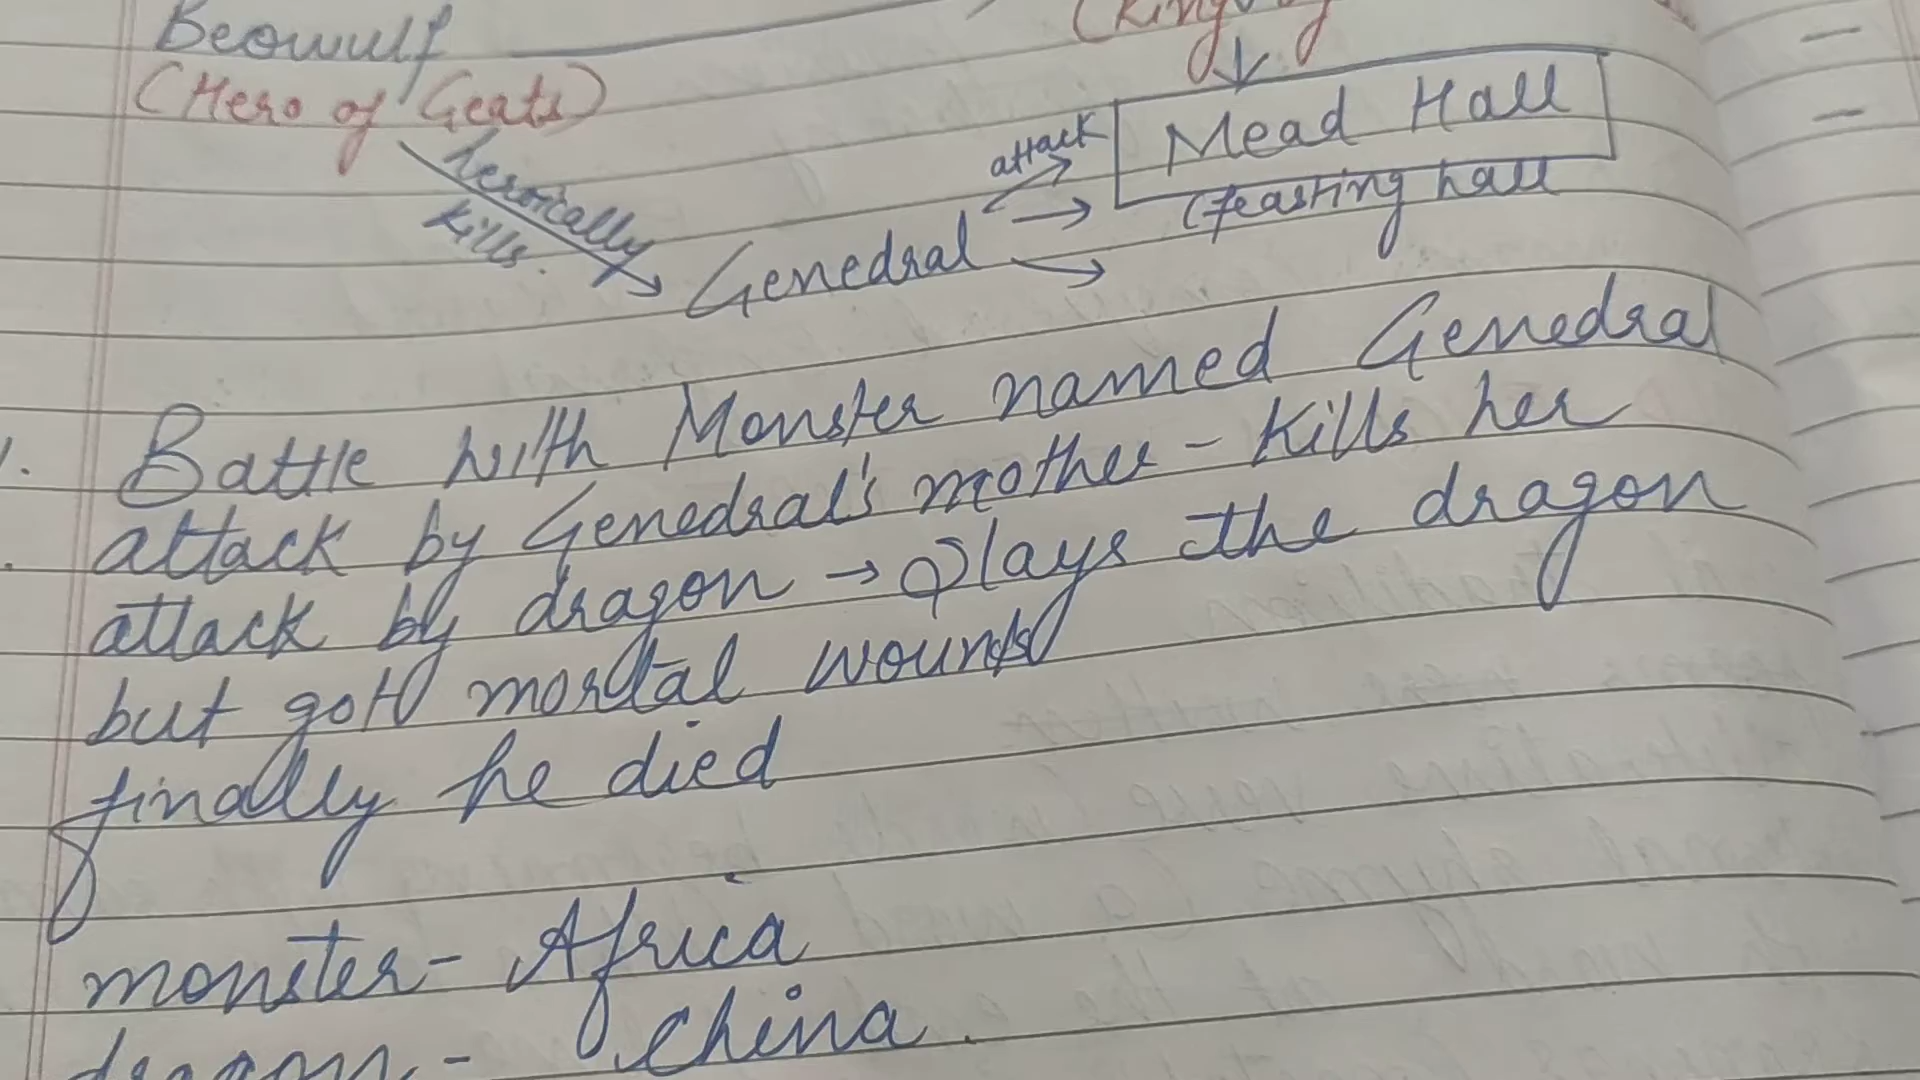 Beowulf
(King
(Hero of Geats)
heroically
kills.
attack
Mead Hall
(feasting hall
Genedral
1. Battle with Monster named Genedral
attack by Genedral's mother - Kills her
attack by dragon → slays the dragon
but got mortal wounds
finally he died
monster - Africa
dragon - china.